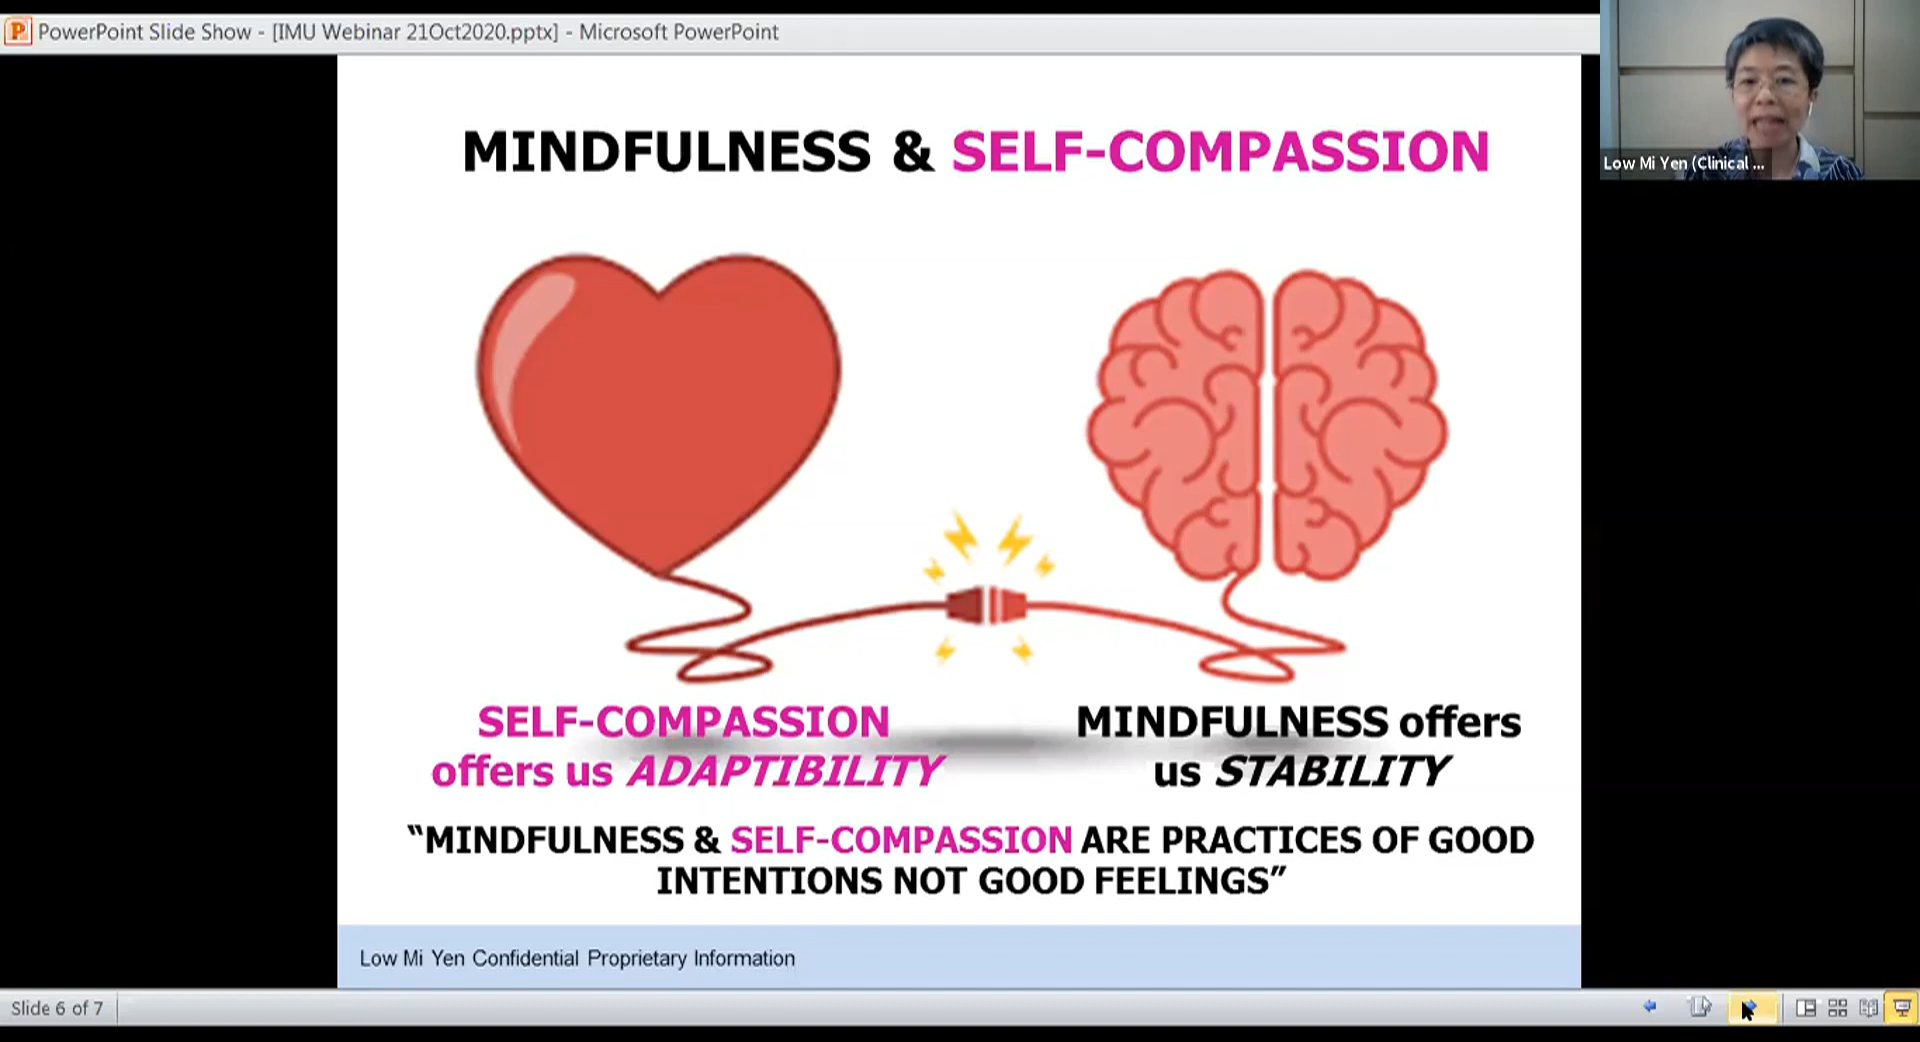 PowerPoint Slide Show - [IMU Webinar 21Oct2020.pptx] - Microsoft PowerPoint
Low Mi Yen (Clinical ...
MINDFULNESS & SELF-COMPASSION
SELF-COMPASSION
offers us ADAPTIBILITY
MINDFULNESS offers
us STABILITY
“MINDFULNESS & SELF-COMPASSION ARE PRACTICES OF GOOD
INTENTIONS NOT GOOD FEELINGS”
Low Mi Yen Confidential Proprietary Information
Slide 6 of 7